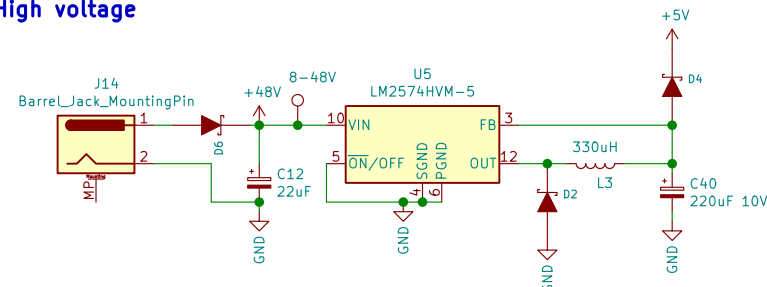 High voltage
+5V
J14
Barrel_Jack_MountingPin
1
2
Mounting
MP
D6
+48V
8-48V
C12
22uF
GND
U5
LM2574HVM-5
10
VIN
5
ON/OFF
SGND
PGND
4
6
FB
3
OUT
12
GND
330uH
L3
D2
GND
D4
C40
220uF 10V
GND